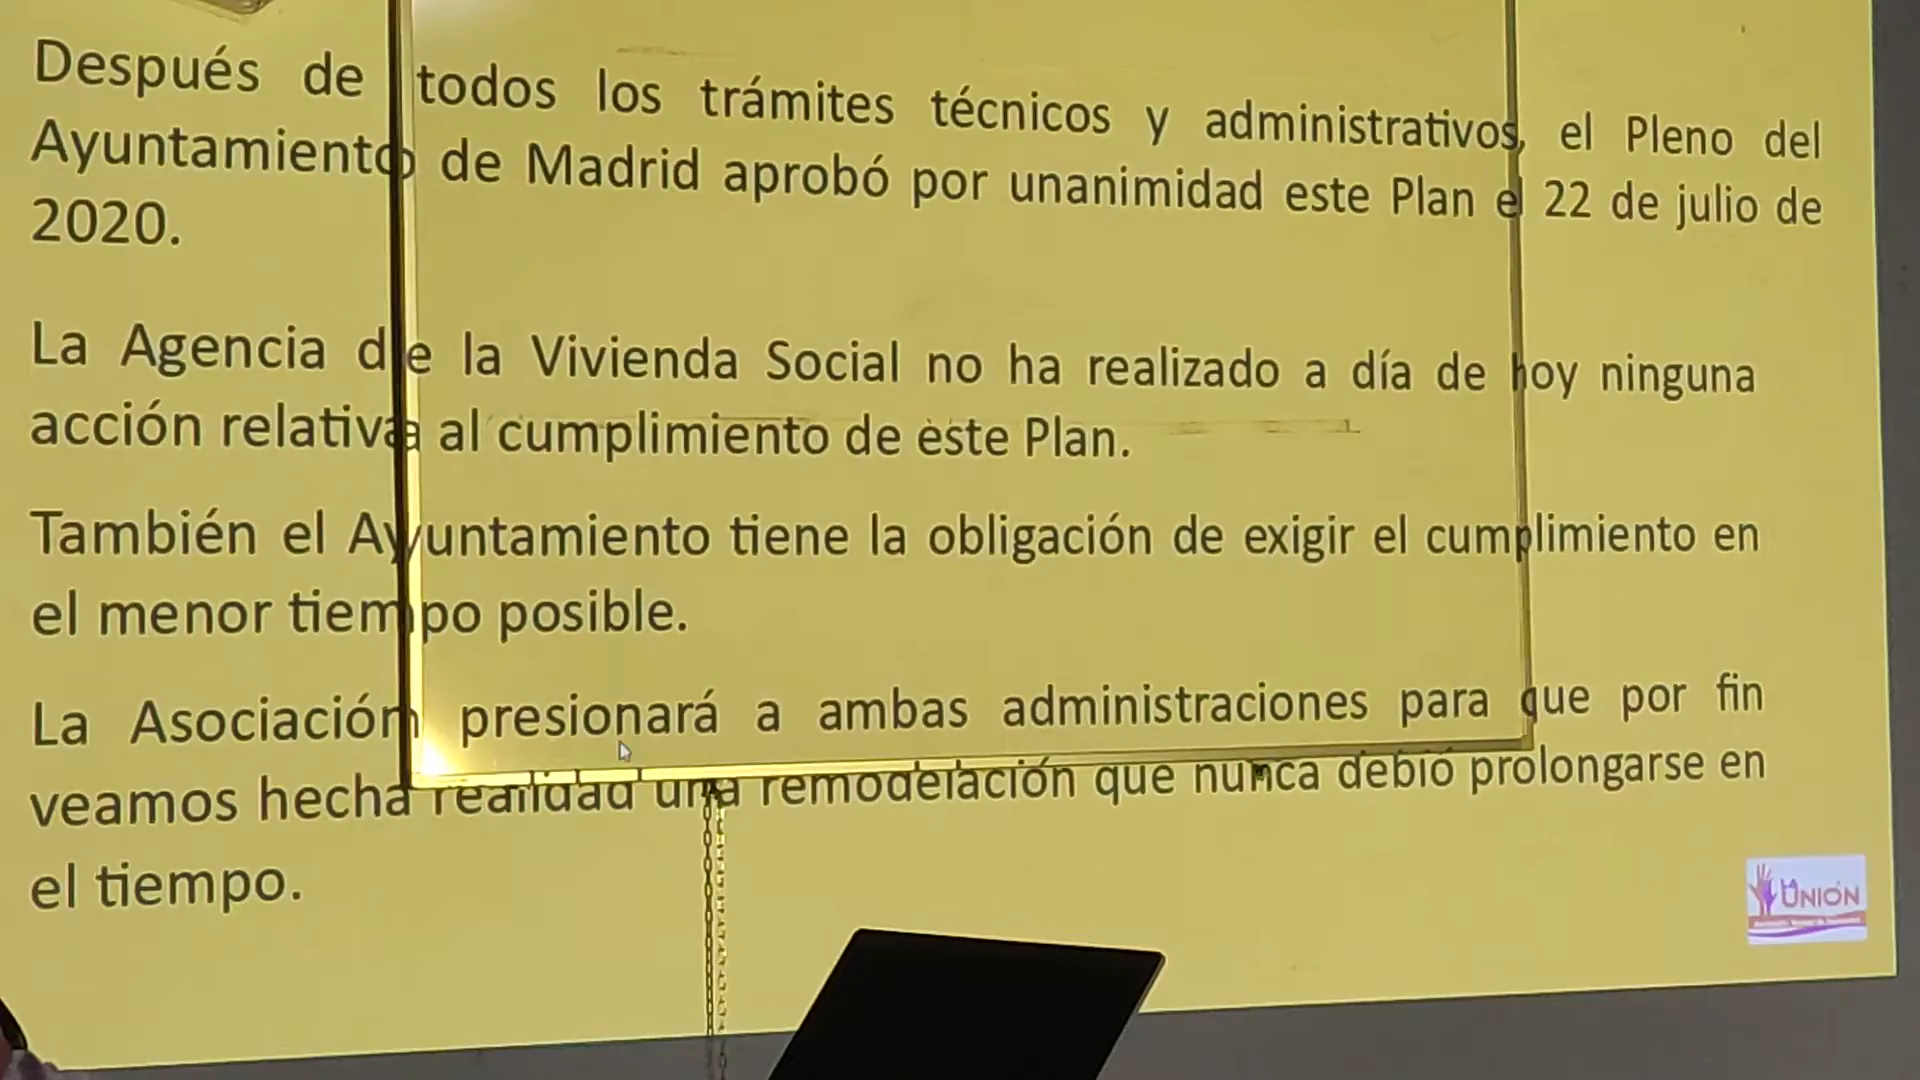 Después de todos los trámites técnicos y administrativos, el Pleno del
Ayuntamiento de Madrid aprobó por unanimidad este Plan el 22 de julio de
2020.
La Agencia de la Vivienda Social no ha realizado a día de hoy ninguna
acción relativa al cumplimiento de este Plan.
También el Ayuntamiento tiene la obligación de exigir el cumplimiento en
el menor tiempo posible.
La Asociación presionará a ambas administraciones para que por fin
veamos hecha realidad una remodelación que nunca debió prolongarse en
el tiempo.
UNIÓN